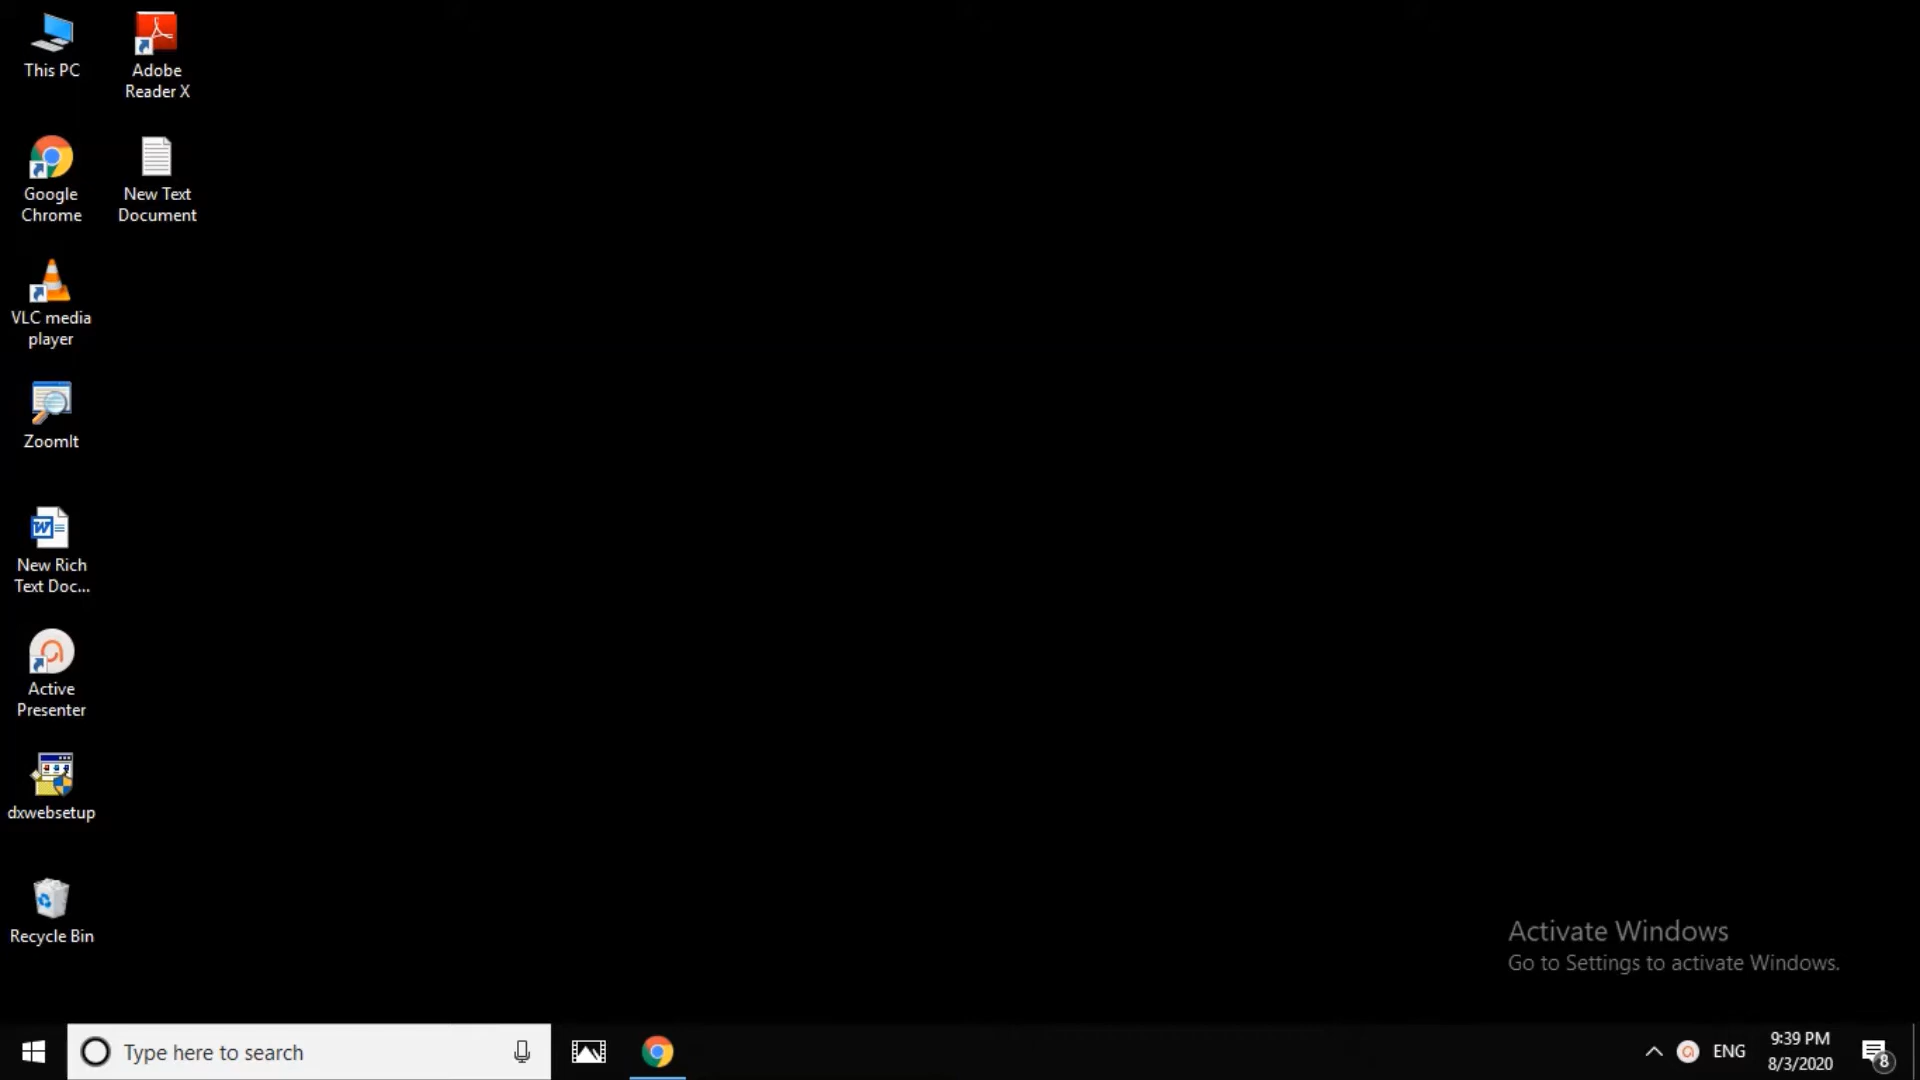 This PC
Adobe
Reader X
Google
Chrome
New Text
Document
VLC media
player
ZoomIt
New Rich
Text Doc...
Active
Presenter
dxwebsetup
Recycle Bin
Activate Windows
Go to Settings to activate Windows.
Type here to search
ENG
9:39 PM
8/3/2020
8